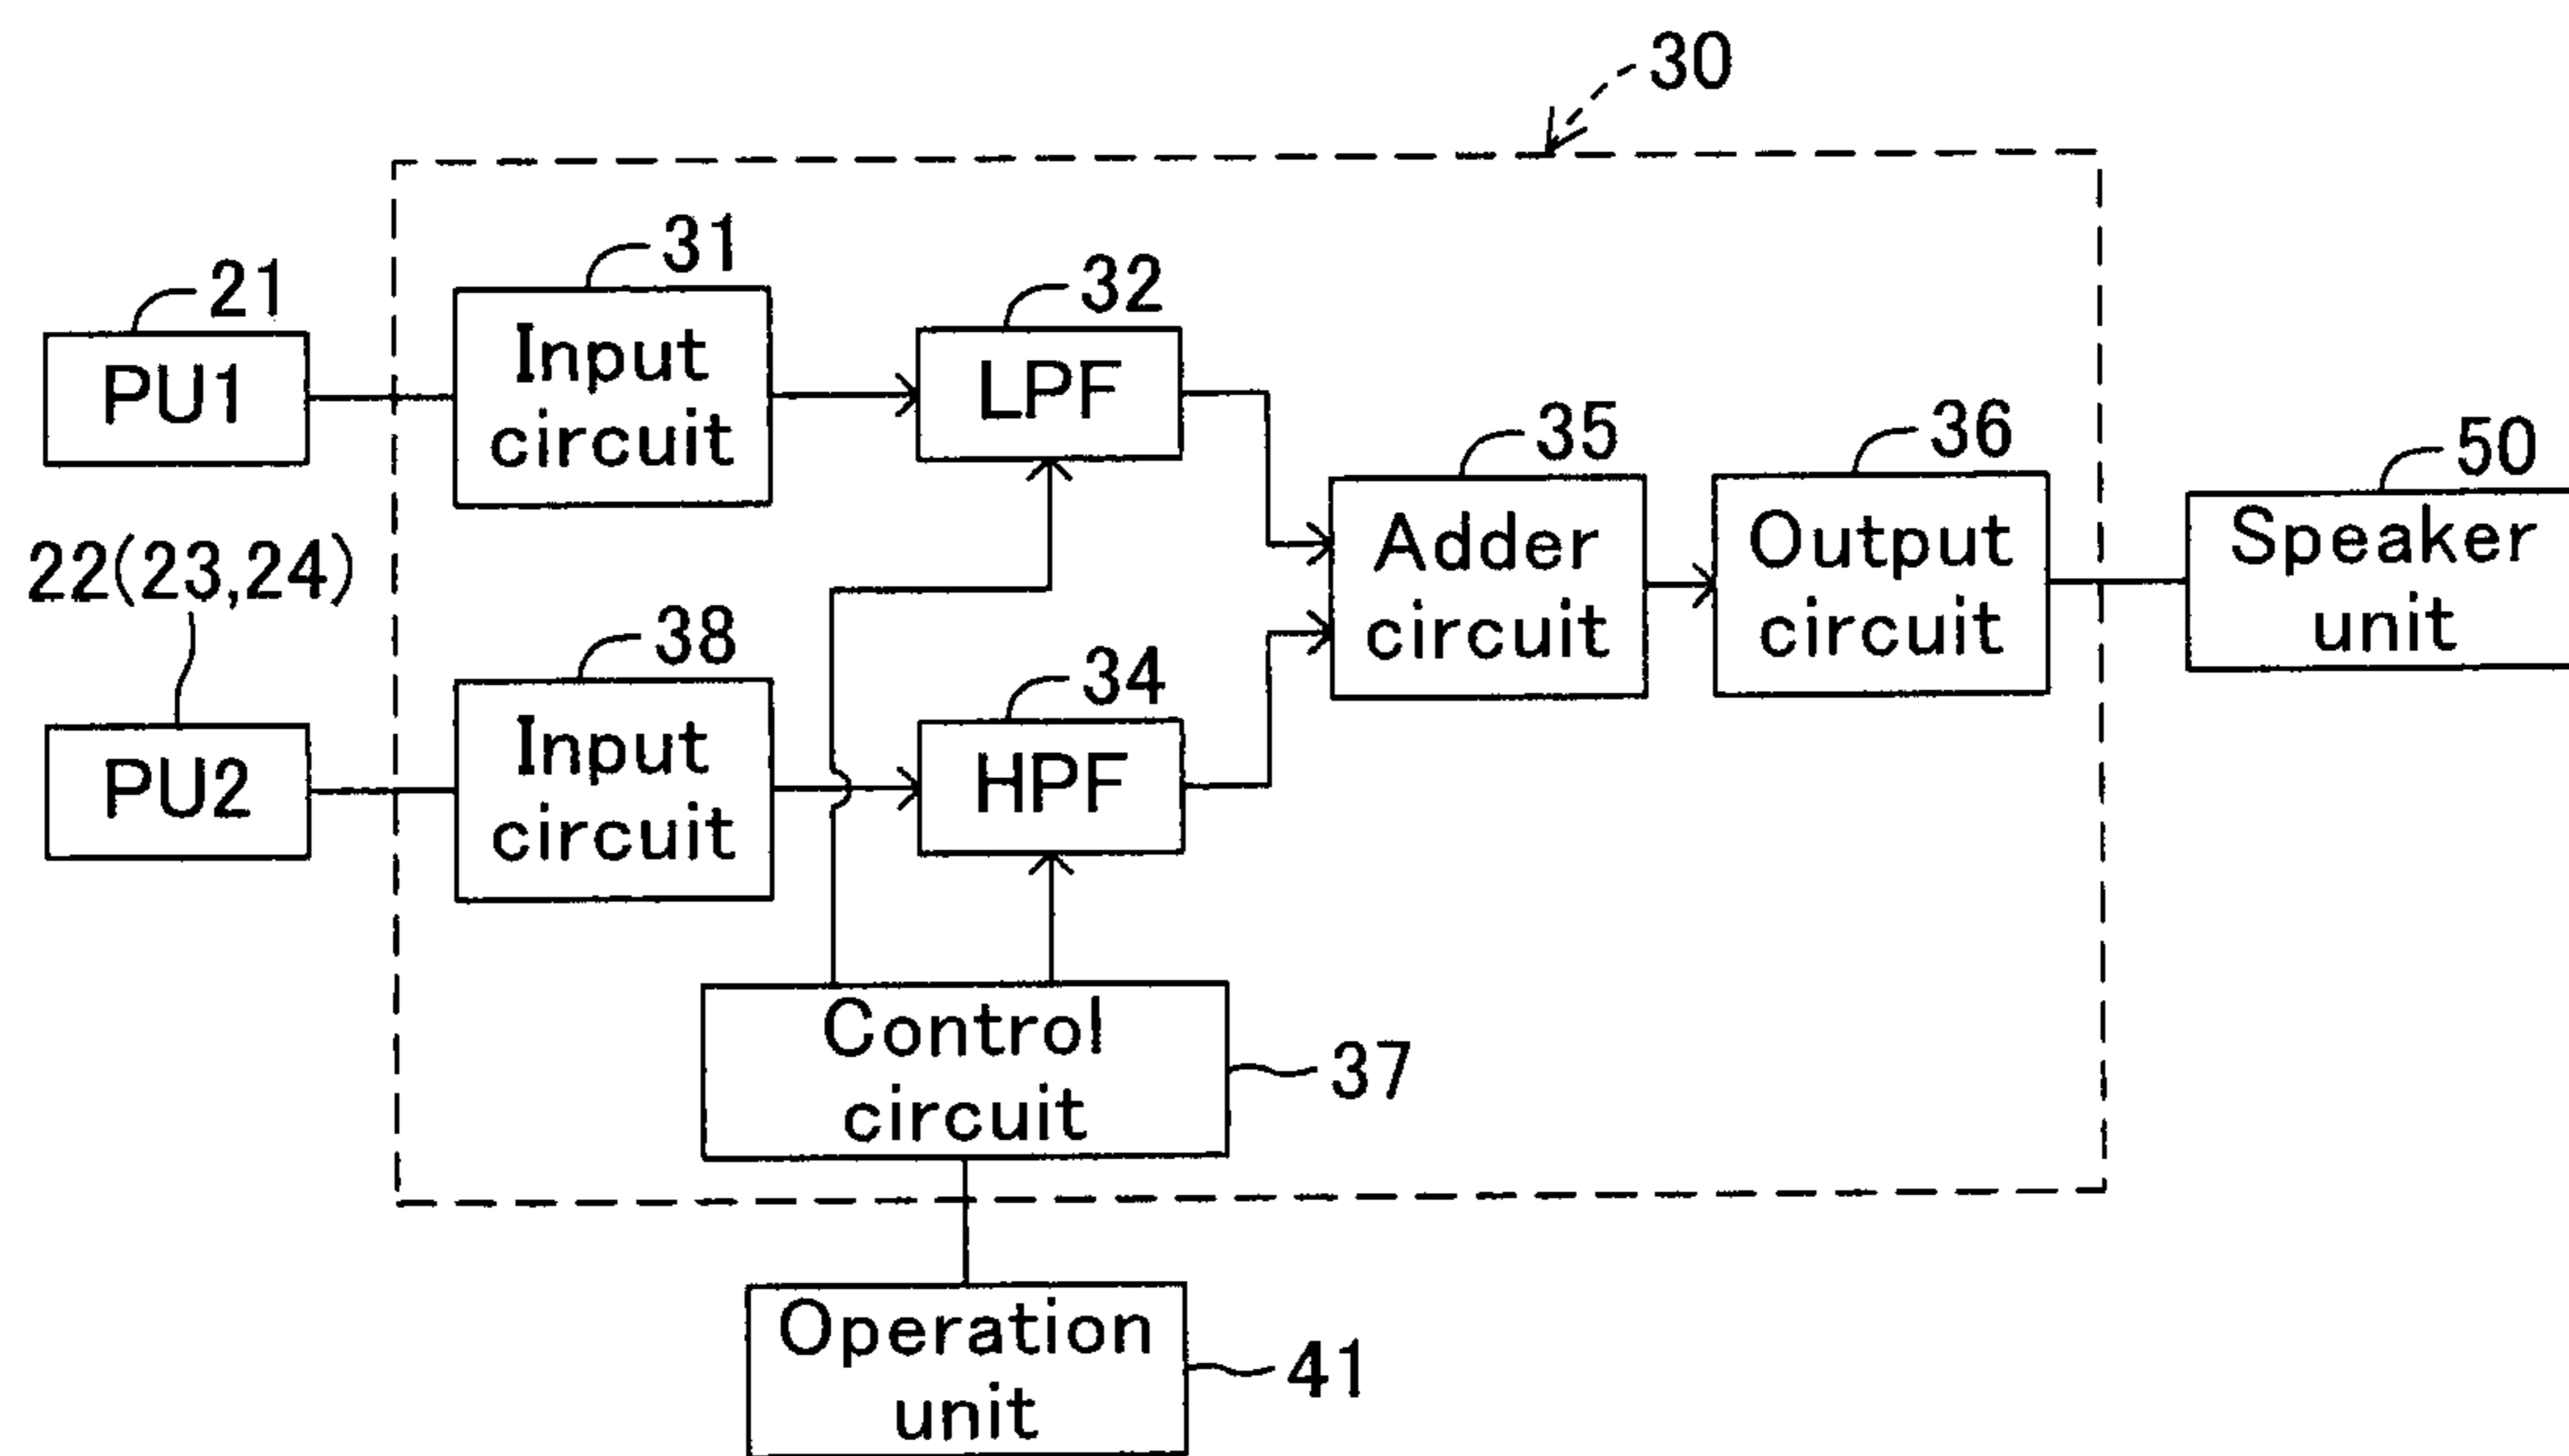 30
31
21
32
Input
circuit
PU1
LPF
35
36
50
22(23,24)
Adder
circuit
Output
circuit
Speaker
unit
38
34
Input
circuit
PU2
HPF
Control
circuit
37
Operation
unit
41